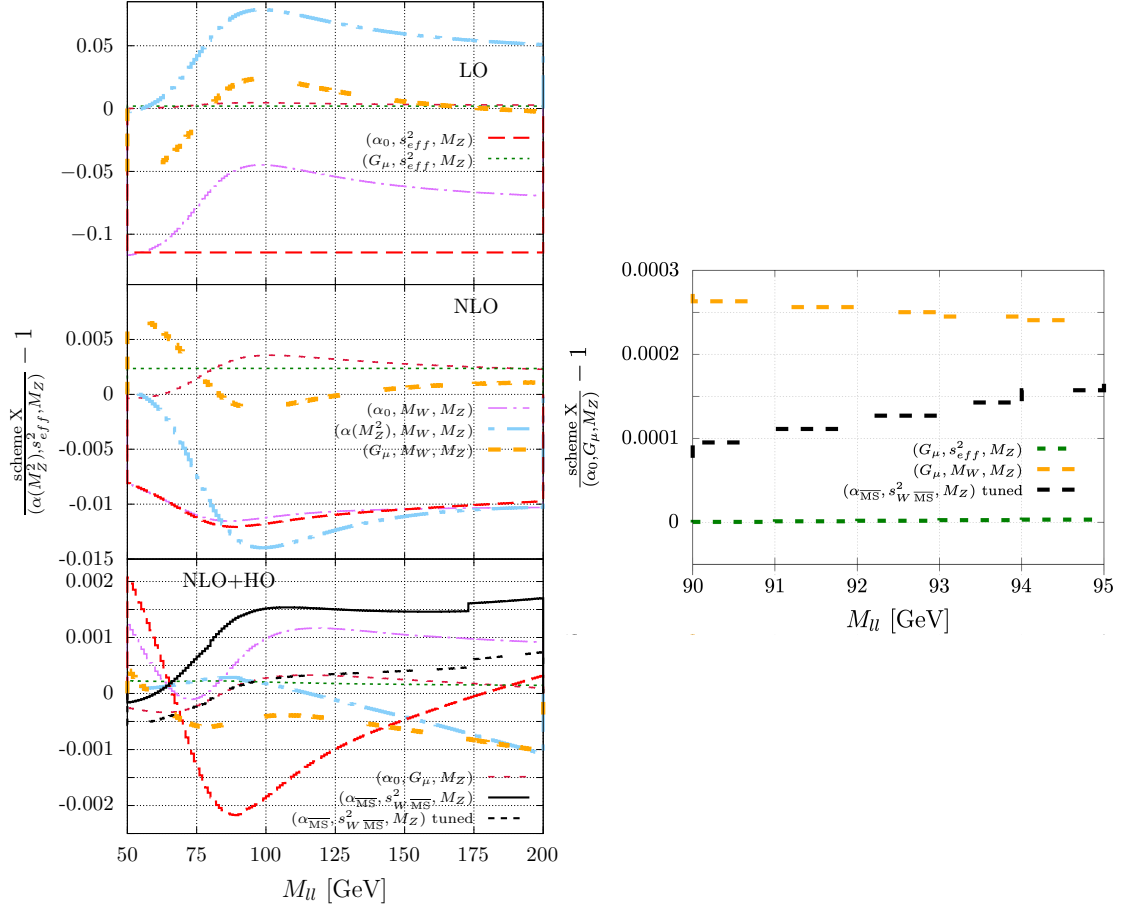 0.05
0
−0.05
−0.1
LO
(α0, s²eff, MZ)
(Gμ, s²eff, MZ)
0.005
0
-0.005
-0.01
-0.015
NLO
(α0, MW, MZ)
(α(M²Z), MW, MZ)
(Gμ, MW, MZ)
scheme X / (α(M²Z), s²eff, MZ) − 1
0.002
0.001
0
-0.001
-0.002
NLO+HO
(α0, Gμ, MZ)
(αMS̅, s²W MS̅, MZ)
(αMS̅, s²W MS̅, MZ) tuned
50 75 100 125 150 175 200
Mll [GeV]
0.0003
0.0002
0.0001
0
scheme X / (α0, Gμ, MZ) − 1
(Gμ, s²eff, MZ)
(Gμ, MW, MZ)
(αMS̅, s²W MS̅, MZ) tuned
90 91 92 93 94 95
Mll [GeV]